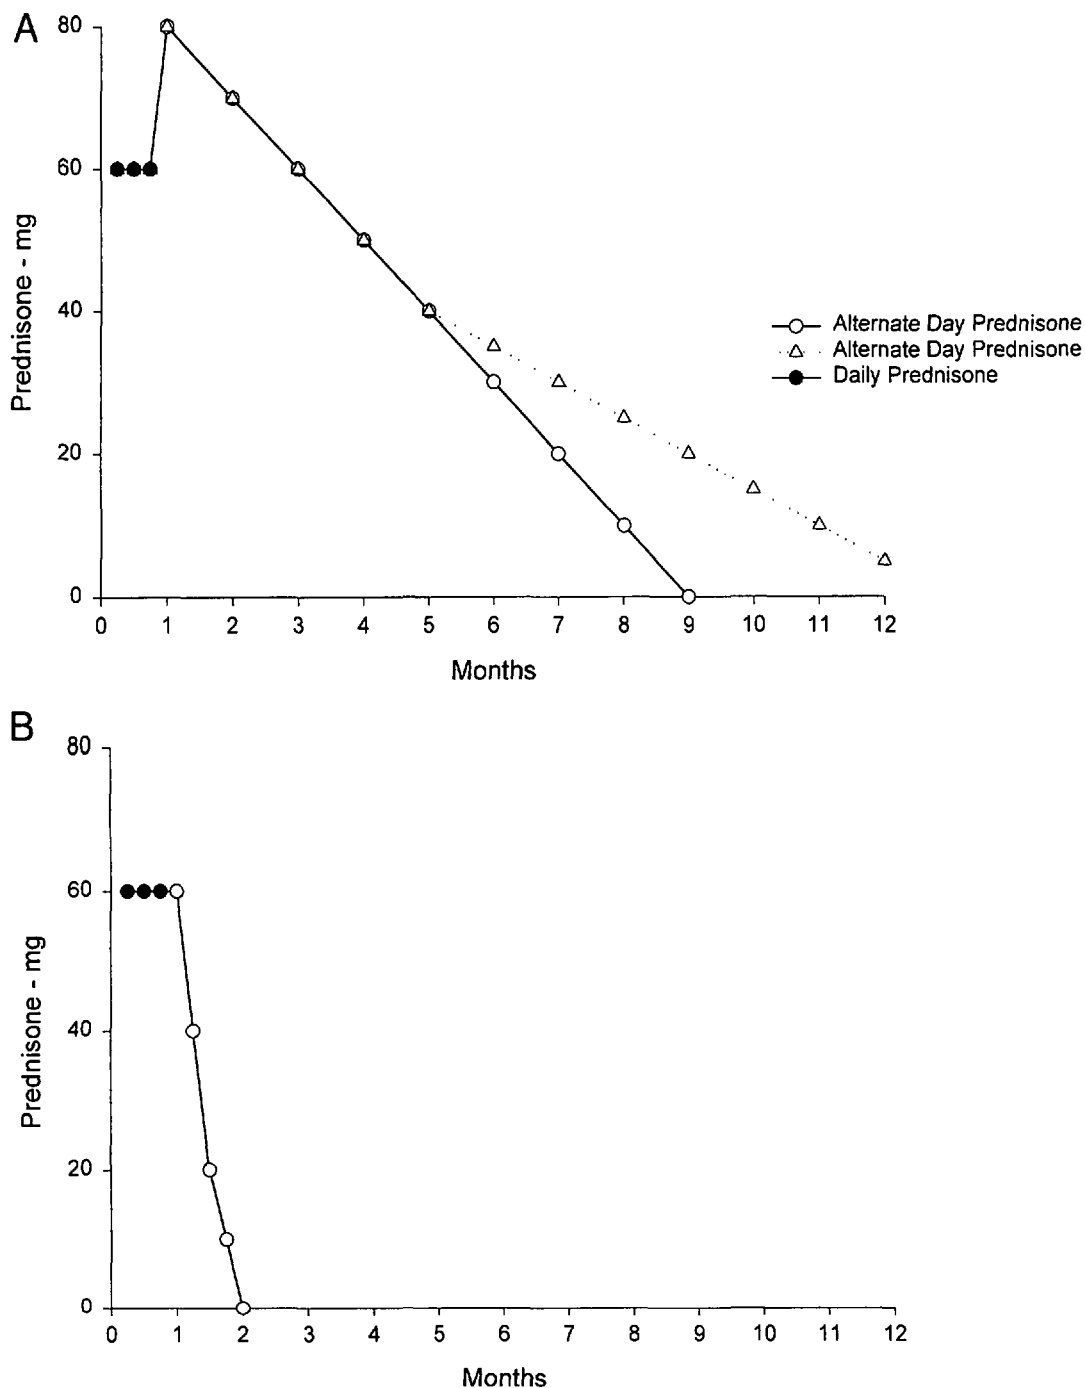 A
80
60
40
20
0
Prednisone - mg
0 1 2 3 4 5 6 7 8 9 10 11 12
Months
Alternate Day Prednisone
Alternate Day Prednisone
Daily Prednisone
B
80
60
40
20
0
Prednisone - mg
0 1 2 3 4 5 6 7 8 9 10 11 12
Months